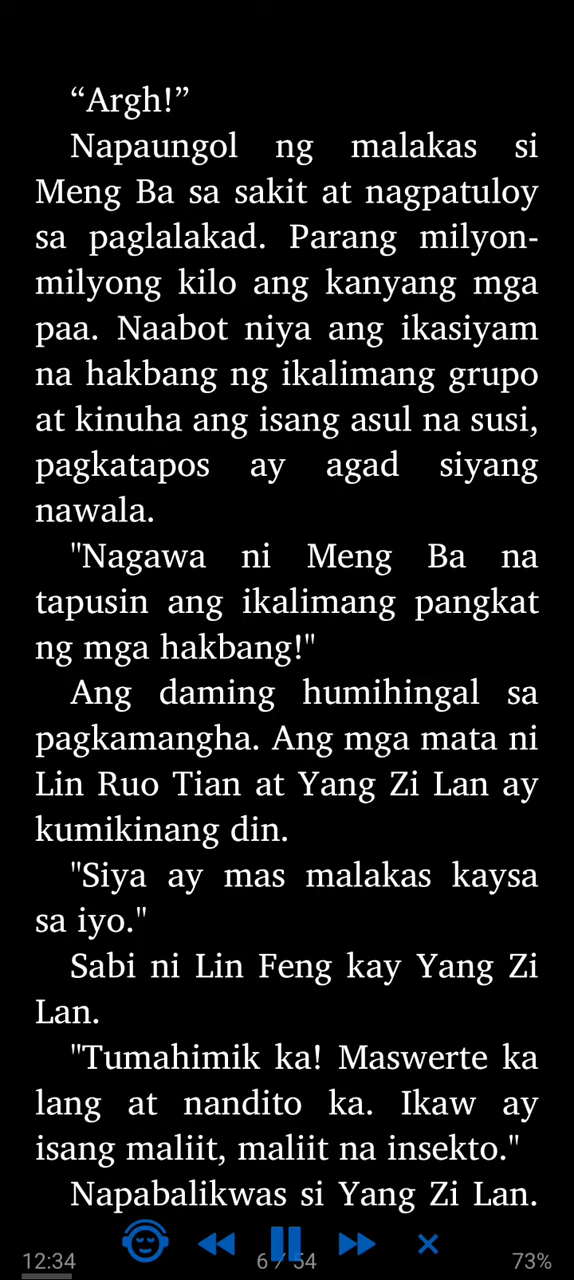 “Argh!”
Napaungol ng malakas si
Meng Ba sa sakit at nagpatuloy
sa paglalakad. Parang milyon-
milyong kilo ang kanyang mga
paa. Naabot niya ang ikasiyam
na hakbang ng ikalimang grupo
at kinuha ang isang asul na susi,
pagkatapos ay agad siyang
nawala.
"Nagawa ni Meng Ba na
tapusin ang ikalimang pangkat
ng mga hakbang!"
Ang daming humihingal sa
pagkamangha. Ang mga mata ni
Lin Ruo Tian at Yang Zi Lan ay
kumikinang din.
"Siya ay mas malakas kaysa
sa iyo."
Sabi ni Lin Feng kay Yang Zi
Lan.
"Tumahimik ka! Maswerte ka
lang at nandito ka. Ikaw ay
isang maliit, maliit na insekto."
Napabalikwas si Yang Zi Lan.
12:34 6 / 54 73%